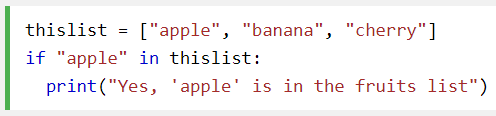 thislist = ["apple", "banana", "cherry"]
if "apple" in thislist:
  print("Yes, 'apple' is in the fruits list")